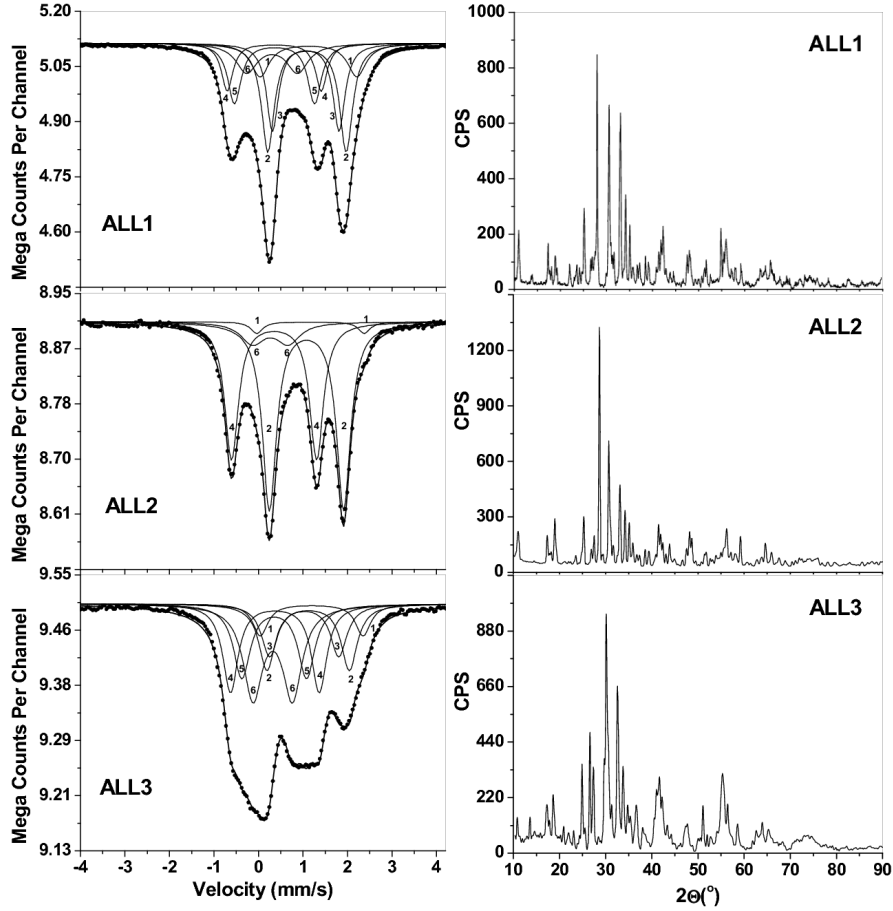 5.20
5.05
4.90
4.75
4.60
Mega Counts Per Channel
ALL1
4 5 6 1 3 2 6 5 4 3 2 1
1000
800
600
400
200
0
CPS
ALL1
8.95
8.87
8.78
8.70
8.61
Mega Counts Per Channel
ALL2
4 6 1 2 6 4 2 1
1200
900
600
300
0
CPS
ALL2
9.55
9.46
9.38
9.29
9.21
9.13
Mega Counts Per Channel
ALL3
4 5 6 1 3 2 6 5 4 3 2 1
-4 -3 -2 -1 0 1 2 3 4
Velocity (mm/s)
880
660
440
220
0
CPS
ALL3
10 20 30 40 50 60 70 80 90
2Θ(°)